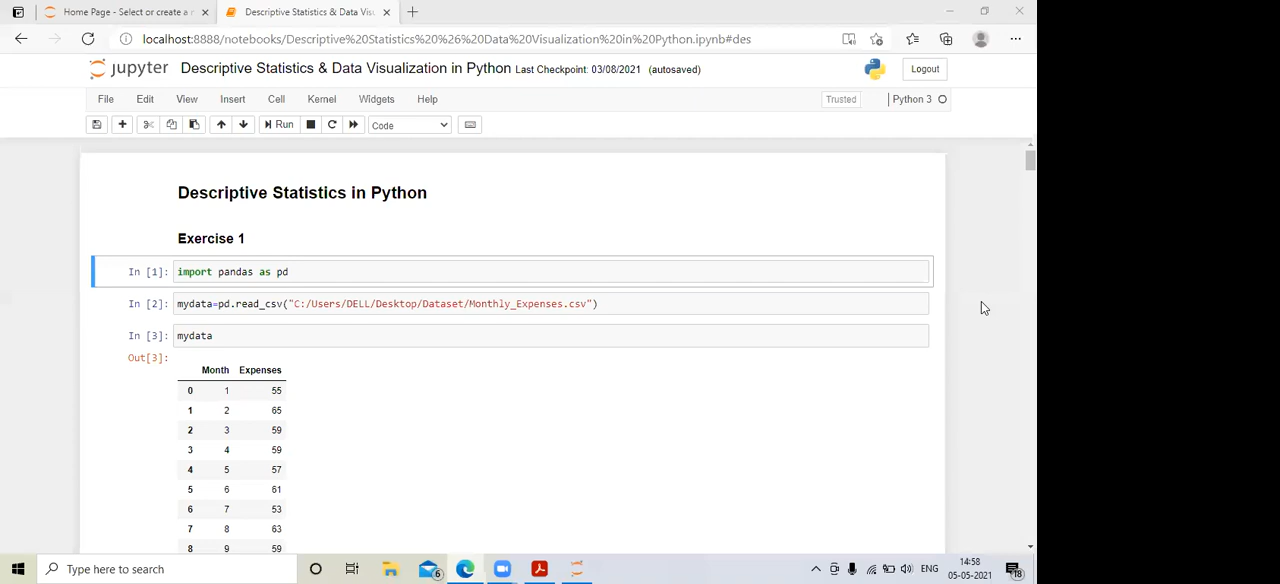 Home Page - Select or create a n
Descriptive Statistics & Data Visu
localhost:8888/notebooks/Descriptive%20Statistics%20%26%20Data%20Visualization%20in%20Python.ipynb#des
jupyter Descriptive Statistics & Data Visualization in Python Last Checkpoint: 03/08/2021 (autosaved)
Logout
File Edit View Insert Cell Kernel Widgets Help
Trusted Python 3
Run Code
Descriptive Statistics in Python
Exercise 1
In [1]: import pandas as pd
In [2]: mydata=pd.read_csv("C:/Users/DELL/Desktop/Dataset/Monthly_Expenses.csv")
In [3]: mydata
Out[3]:
Month Expenses
0 1 55
1 2 65
2 3 59
3 4 59
4 5 57
5 6 61
6 7 53
7 8 63
8 9 59
Type here to search
6
ENG
14:58
05-05-2021
18